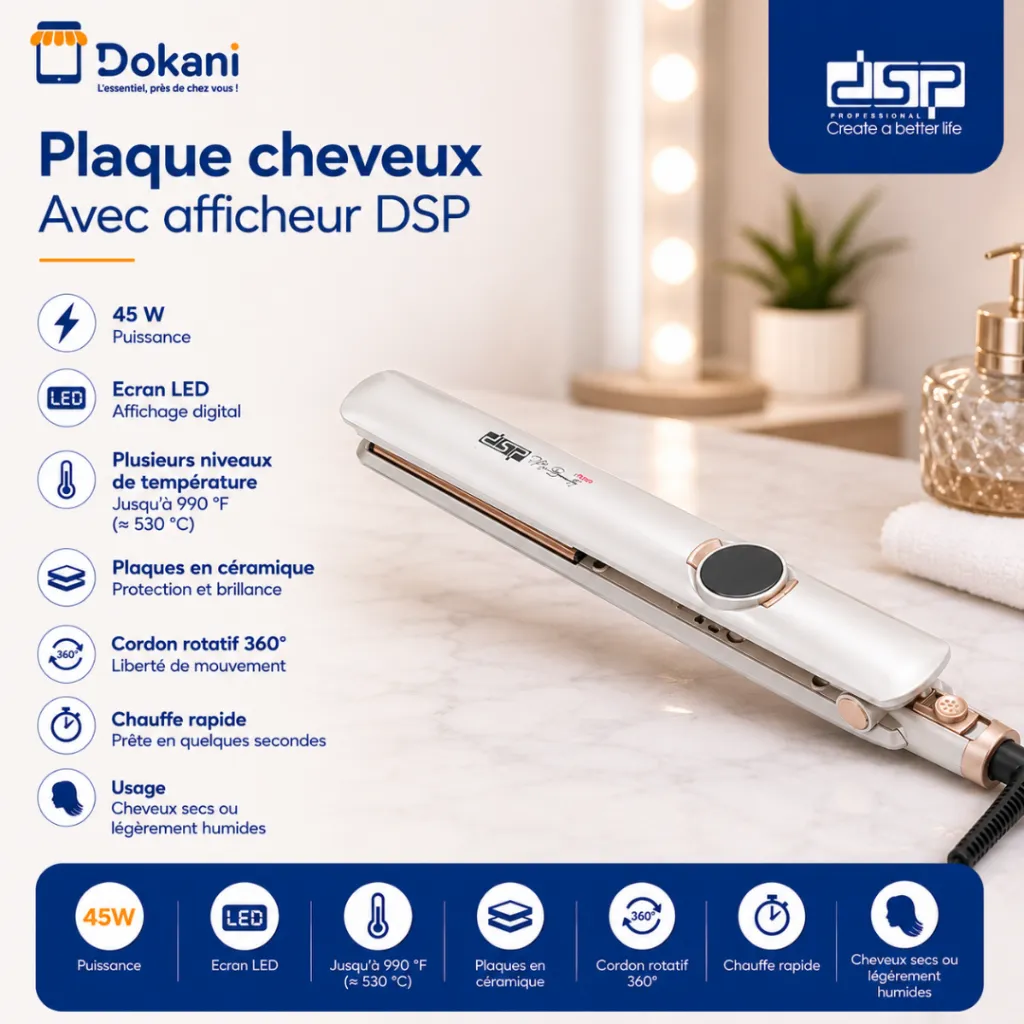 Dokani
L'essentiel, près de chez vous !
dsp
PROFESSIONAL
Create a better life
Plaque cheveux
Avec afficheur DSP
45 W
Puissance
LED
Ecran LED
Affichage digital
Plusieurs niveaux
de température
Jusqu'à 990 °F
(≈ 530 °C)
Plaques en céramique
Protection et brillance
360°
Cordon rotatif 360°
Liberté de mouvement
Chauffe rapide
Prête en quelques secondes
Usage
Cheveux secs ou
légèrement humides
dsp
45W
Puissance
LED
Ecran LED
Jusqu'à 990 °F
(≈ 530 °C)
Plaques en
céramique
360°
Cordon rotatif
360°
Chauffe rapide
Cheveux secs ou
légèrement
humides